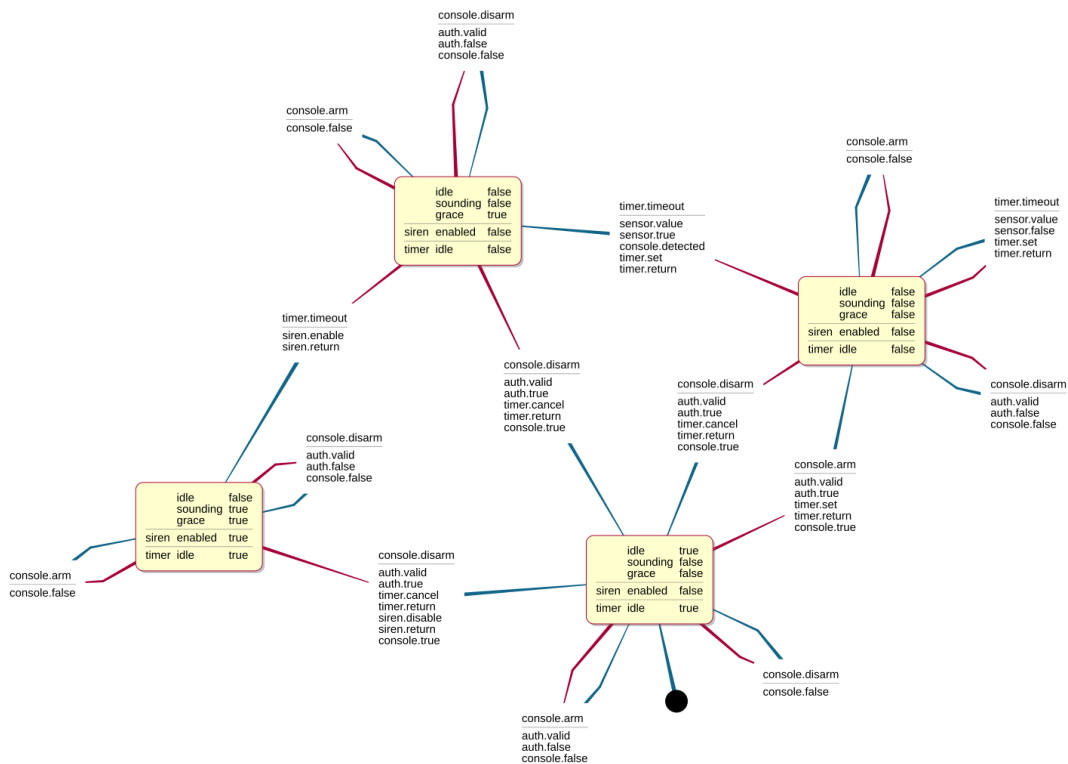 console.disarm
auth.valid
auth.false
console.false
console.arm
console.false
idle false
sounding false
grace true
siren enabled false
timer idle false
timer.timeout
sensor.value
sensor.true
console.detected
timer.set
timer.return
console.arm
console.false
timer.timeout
sensor.value
sensor.false
timer.set
timer.return
idle false
sounding false
grace false
siren enabled false
timer idle false
timer.timeout
siren.enable
siren.return
console.disarm
auth.valid
auth.true
timer.cancel
timer.return
console.true
console.disarm
auth.valid
auth.true
timer.cancel
timer.return
console.true
console.disarm
auth.valid
auth.false
console.false
console.disarm
auth.valid
auth.false
console.false
console.arm
auth.valid
auth.true
timer.set
timer.return
console.true
idle false
sounding true
grace true
siren enabled true
timer idle true
console.arm
console.false
console.disarm
auth.valid
auth.true
timer.cancel
timer.return
siren.disable
siren.return
console.true
idle true
sounding false
grace false
siren enabled false
timer idle true
console.disarm
console.false
console.arm
auth.valid
auth.false
console.false